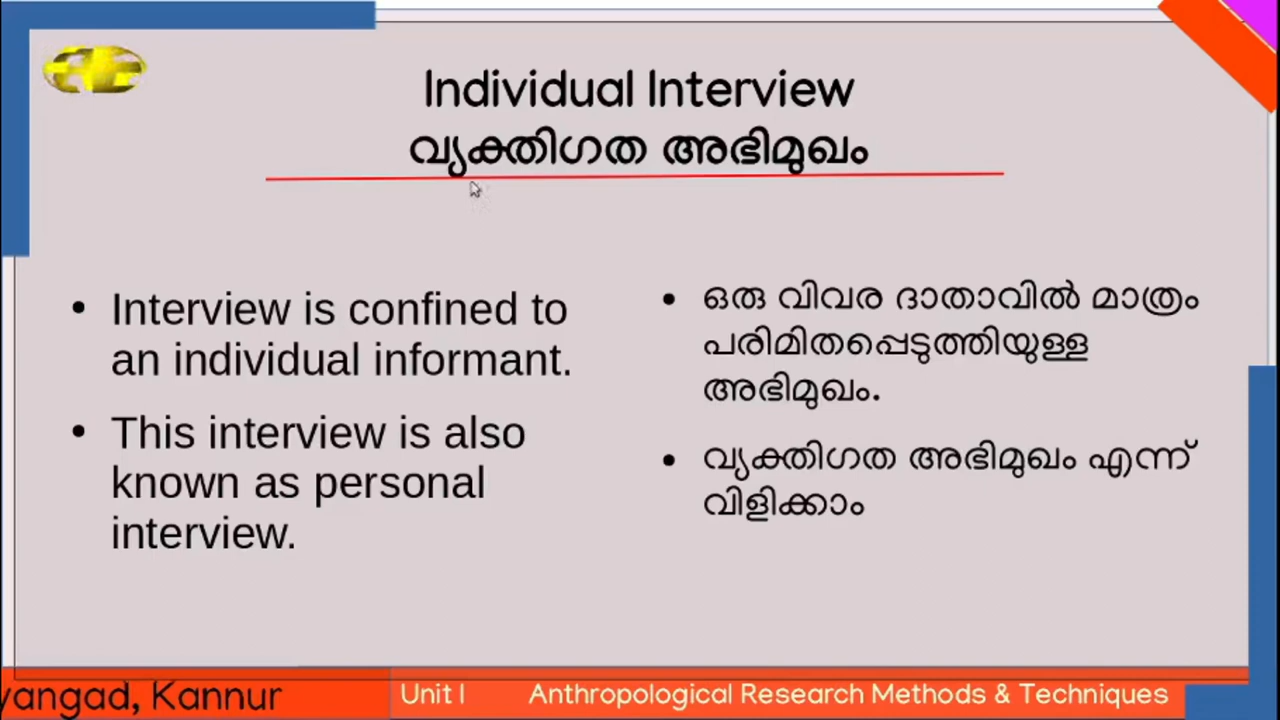 Individual Interview
വ്യക്തിഗത അഭിമുഖം
Interview is confined to
an individual informant.
This interview is also
known as personal
interview.
ഒരു വിവര ദാതാവിൽ മാത്രം
പരിമിതപ്പെടുത്തിയുള്ള
അഭിമുഖം.
വ്യക്തിഗത അഭിമുഖം എന്ന്
വിളിക്കാം
yangad, Kannur
Unit I
Anthropological Research Methods & Techniques